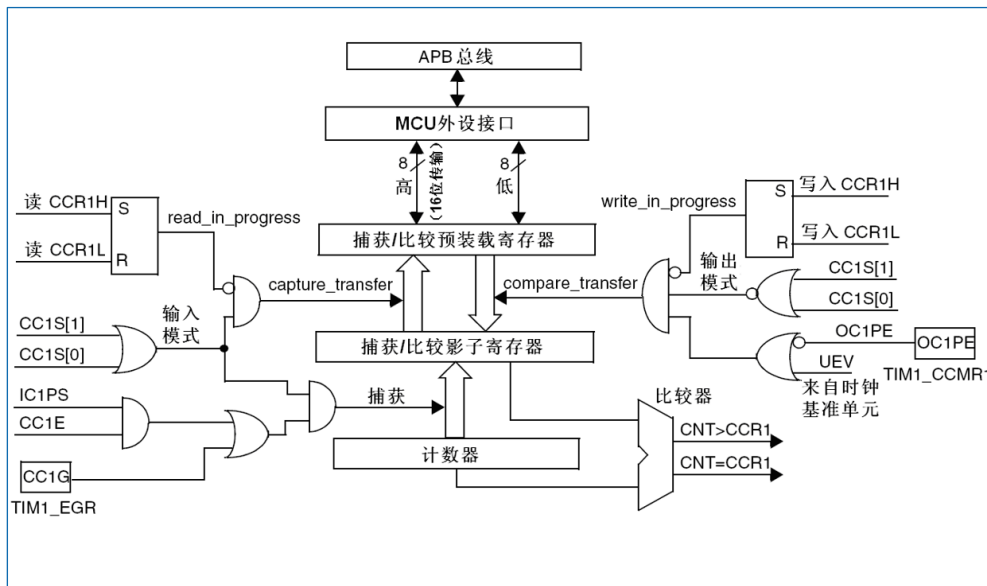 APB 总线
MCU外设接口
8
高
(16位传输)
8
低
读 CCR1H
S
read_in_progress
读 CCR1L
R
write_in_progress
S
写入 CCR1H
R
写入 CCR1L
捕获/比较预装载寄存器
capture_transfer
compare_transfer
输出
模式
CC1S[1]
CC1S[0]
CC1S[1]
CC1S[0]
输入
模式
捕获/比较影子寄存器
OC1PE
OC1PE
UEV
TIM1_CCMR1
来自时钟
基准单元
IC1PS
CC1E
捕获
比较器
CNT>CCR1
CNT=CCR1
计数器
CC1G
TIM1_EGR